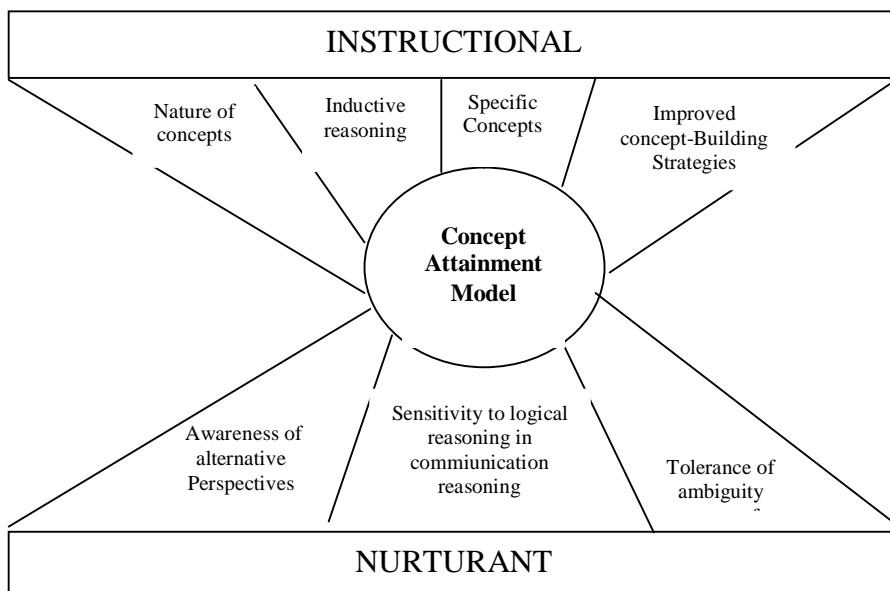 INSTRUCTIONAL
Nature of
concepts
Inductive
reasoning
Specific
Concepts
Improved
concept-Building
Strategies
Concept
Attainment
Model
Awareness of
alternative
Perspectives
Sensitivity to logical
reasoning in
commiunication
reasoning
Tolerance of
ambiguity
NURTURANT